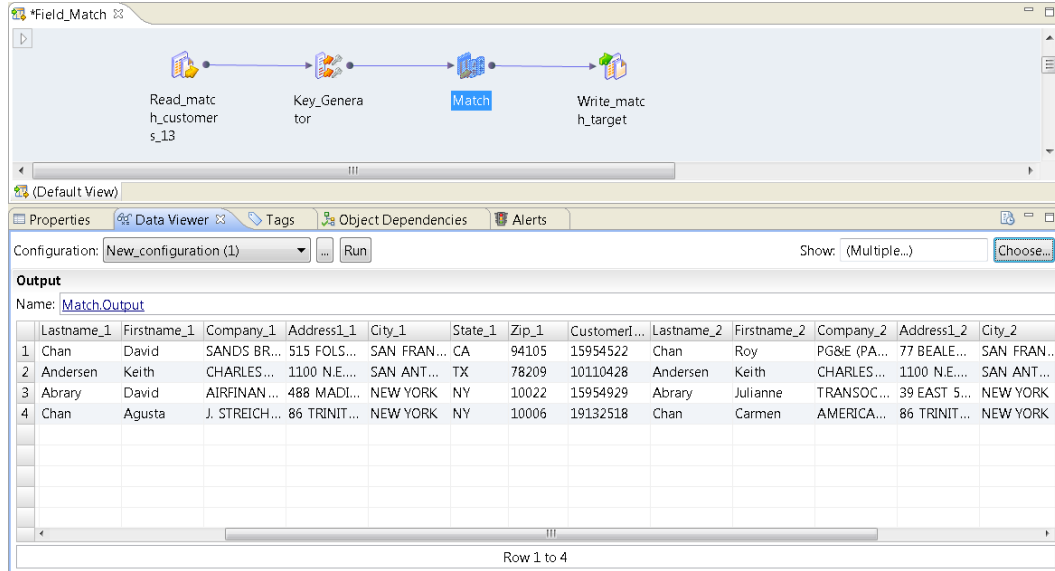 *Field_Match
Read_matc
h_customer
s_13
Key_Genera
tor
Match
Write_matc
h_target
(Default View)
Properties Data Viewer Tags Object Dependencies Alerts
Configuration: New_configuration (1) ... Run Show: (Multiple...) Choose...
Output
Name: Match.Output
Lastname_1 Firstname_1 Company_1 Address1_1 City_1 State_1 Zip_1 CustomerI... Lastname_2 Firstname_2 Company_2 Address1_2 City_2
1 Chan David SANDS BR... 515 FOLS... SAN FRAN... CA 94105 15954522 Chan Roy PG&E (PA... 77 BEALE... SAN FRAN...
2 Andersen Keith CHARLES... 1100 N.E.... SAN ANT... TX 78209 10110428 Andersen Keith CHARLES... 1100 N.E.... SAN ANT...
3 Abrary David AIRFINAN... 488 MADI... NEW YORK NY 10022 15954929 Abrary Julianne TRANSOC... 39 EAST 5... NEW YORK
4 Chan Agusta J. STREICH... 86 TRINIT... NEW YORK NY 10006 19132518 Chan Carmen AMERICA... 86 TRINIT... NEW YORK
Row 1 to 4